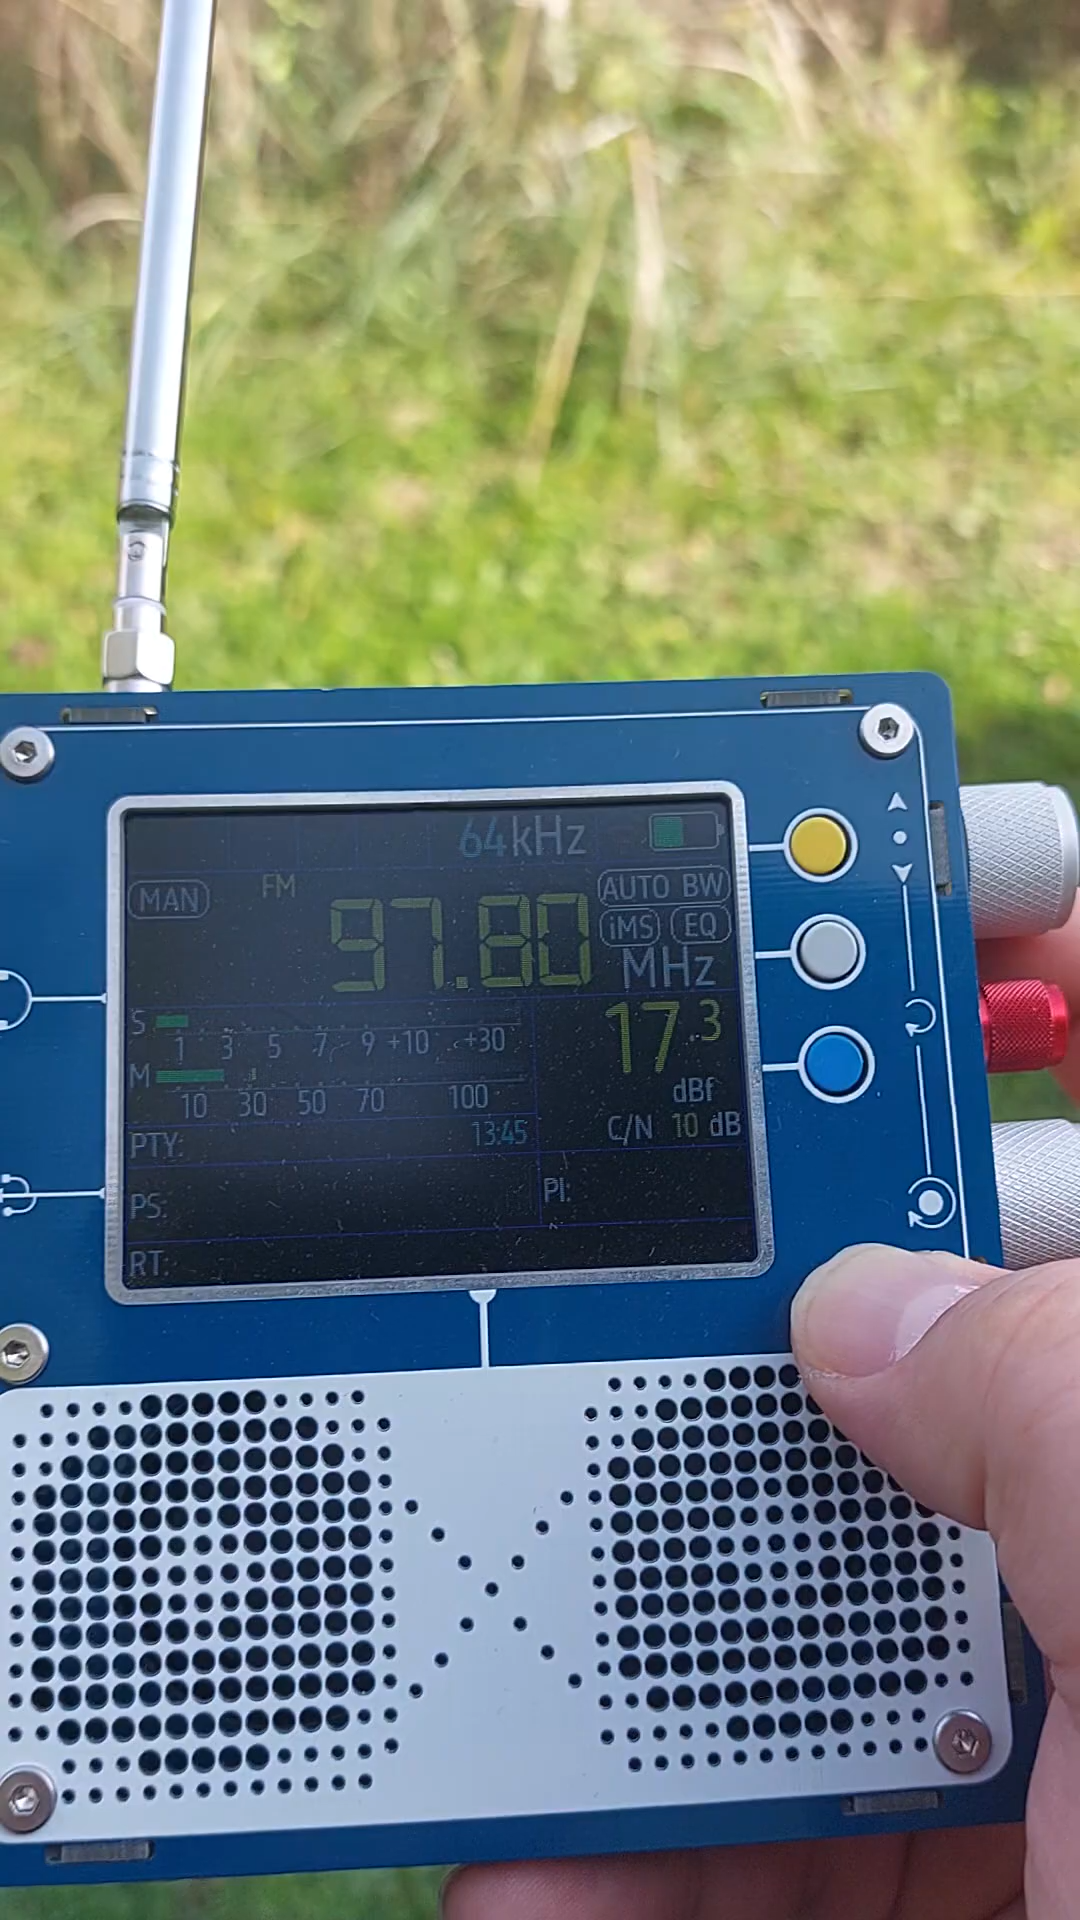 64kHz
MAN FM AUTO BW
97.80 iMS EQ
MHz
S
1 3 5 7 9 +10 +30
17.3
M
10 30 50 70 100
dBf
PTY: 13:45 C/N 10 dB
PS: PI:
RT: